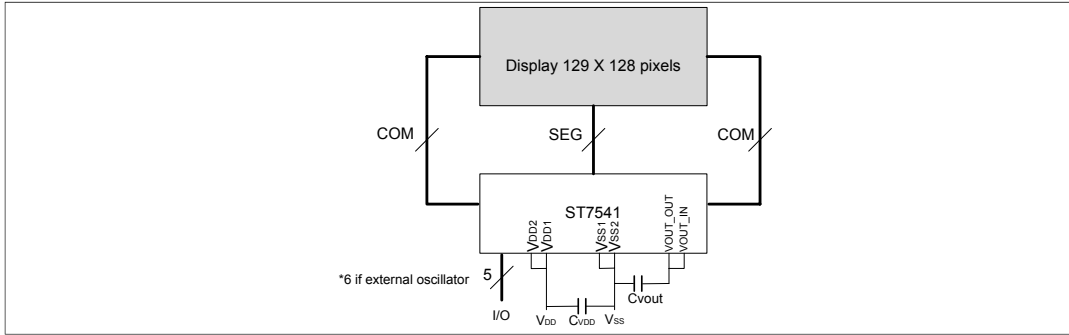 Display 129 X 128 pixels
COM
SEG
COM
ST7541
VDD2
VDD1
VSS1
VSS2
VOUT_OUT
VOUT_IN
*6 if external oscillator
5
I/O
VDD
CVDD
VSS
Cvout